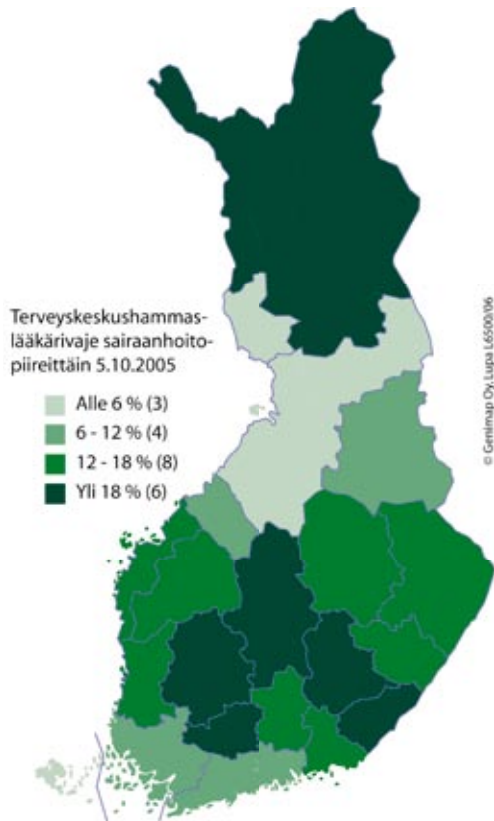 Terveyskeskushammas-
lääkärivaje sairaanhoito-
piireittäin 5.10.2005
Alle 6 % (3)
6 - 12 % (4)
12 - 18 % (8)
Yli 18 % (6)
© Genimap Oy, Lupa L6500/06